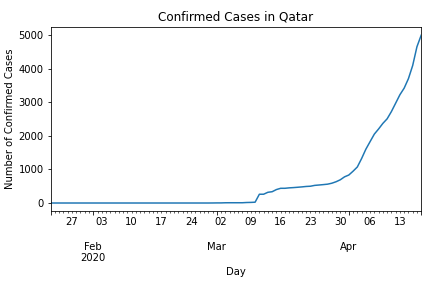 Confirmed Cases in Qatar
Number of Confirmed Cases
5000
4000
3000
2000
1000
0
27 03 10 17 24 02 09 16 23 30 06 13
Feb Mar Apr
2020
Day